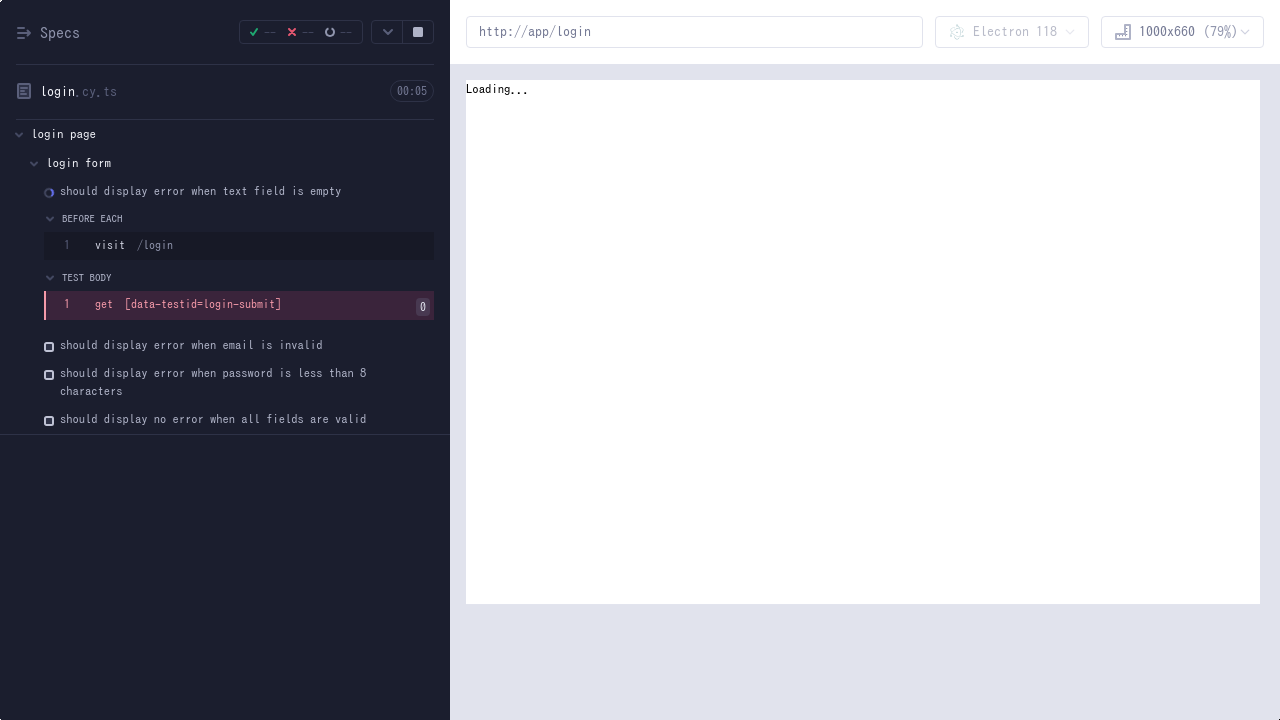 Specs
-- -- --
login.cy.ts
00:05
login page
login form
should display error when text field is empty
BEFORE EACH
1 visit /login
TEST BODY
1 get [data-testid=login-submit] 0
should display error when email is invalid
should display error when password is less than 8
characters
should display no error when all fields are valid
http://app/login
Electron 118
1000x660 (79%)
Loading...